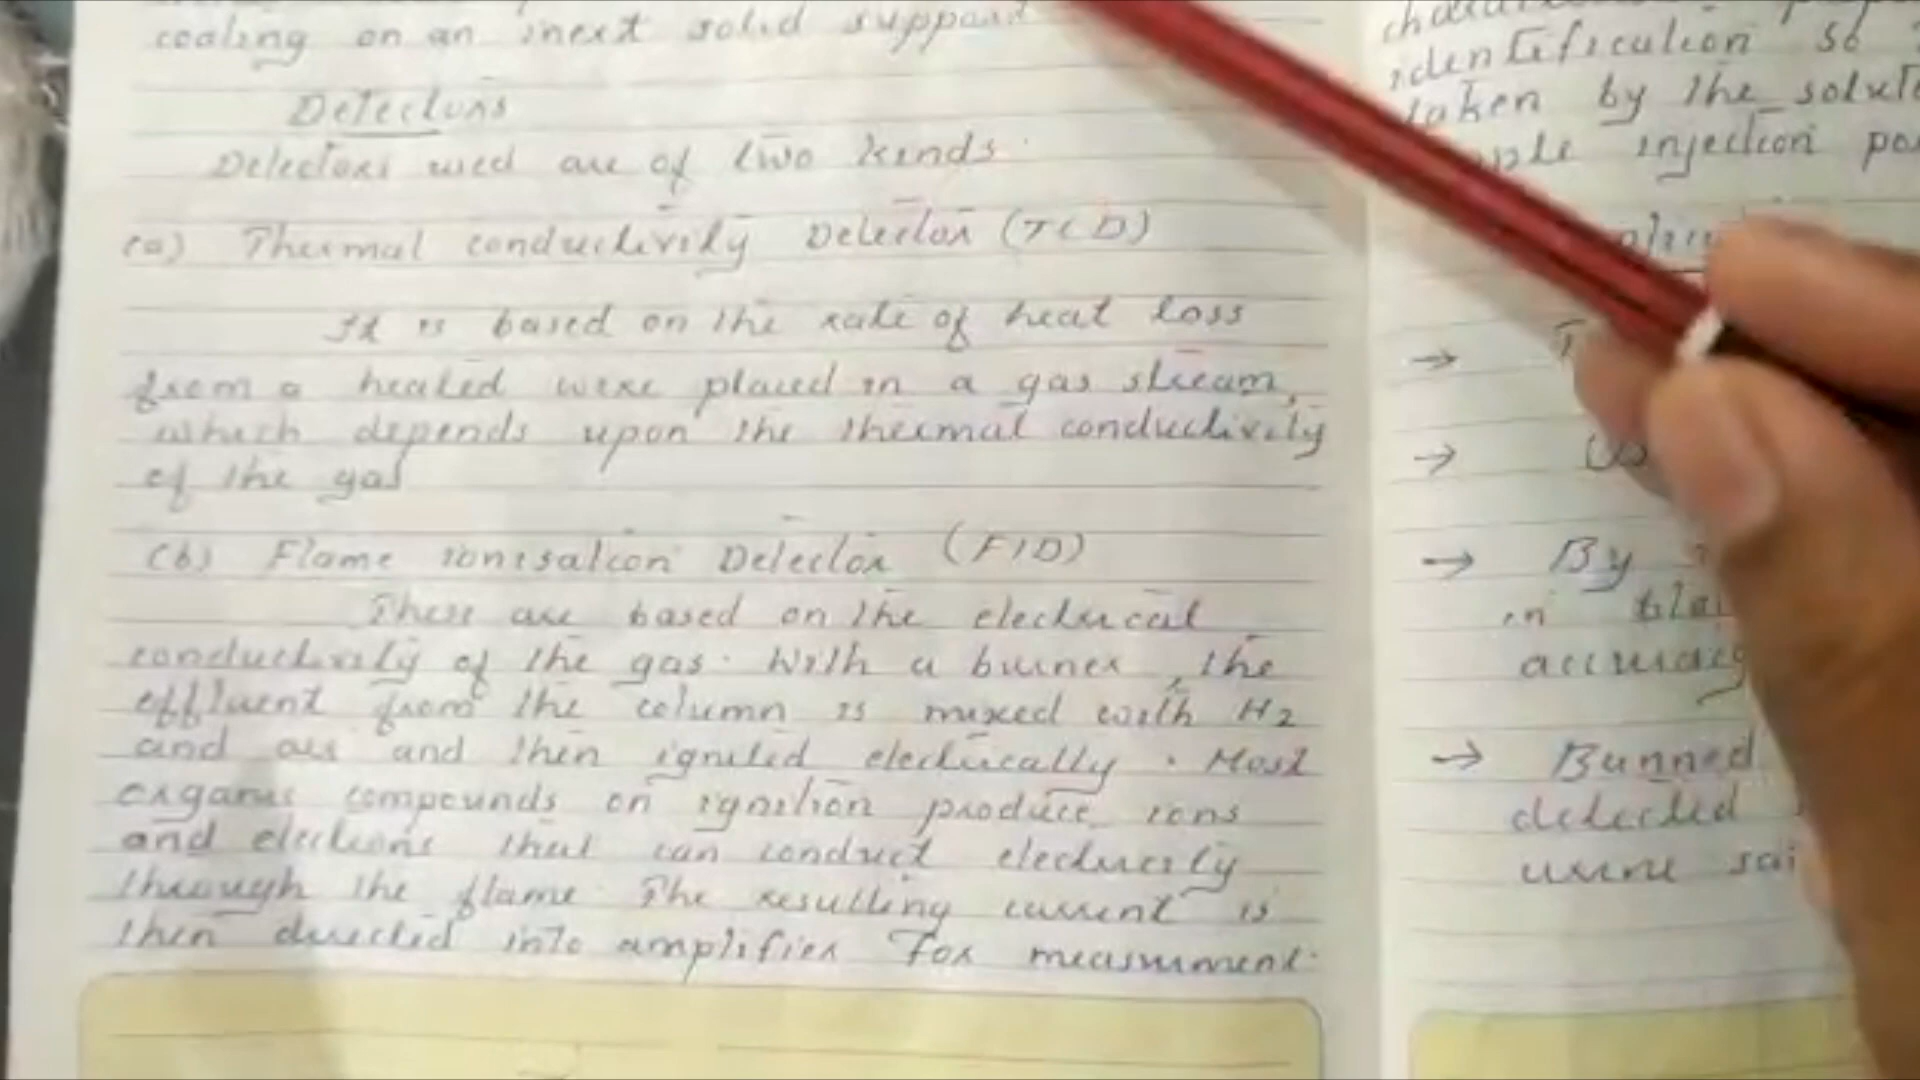 coating on an inert solid support
Detectors
Detectors used are of two kinds.
(a) Thermal conductivity Detector (TCD)
It is based on the rate of heat loss
from a heated wire placed in a gas stream,
which depends upon the thermal conductivity
of the gas
(b) Flame ionisation Detector (FID)
These are based on the electrical
conductivity of the gas. With a burner, the
effluent from the column is mixed with H2
and air and then ignited electrically. Most
organic compounds on ignition produce ions
and electrons that can conduct electricity
through the flame. The resulting current is
then directed into amplifier for measurment.
identification so
taken by the solute
injection
→
→
→ By
in
accuracy
→ Banned
detected
urine